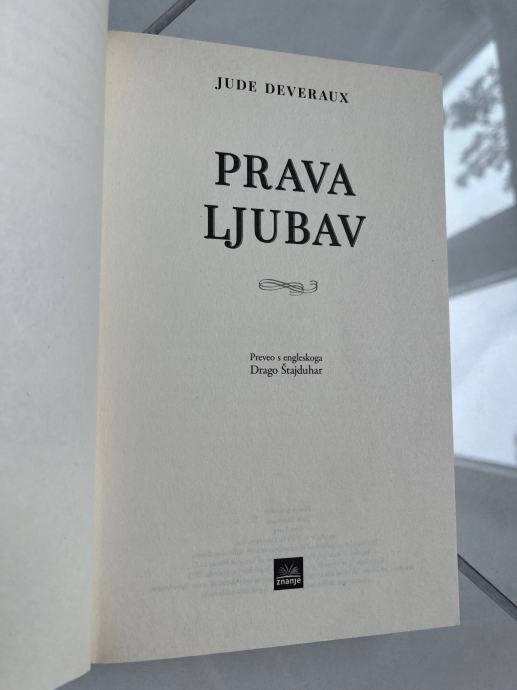 JUDE DEVERAUX
PRAVA
LJUBAV
Preveo s engleskoga
Drago Štajduhar
znanje